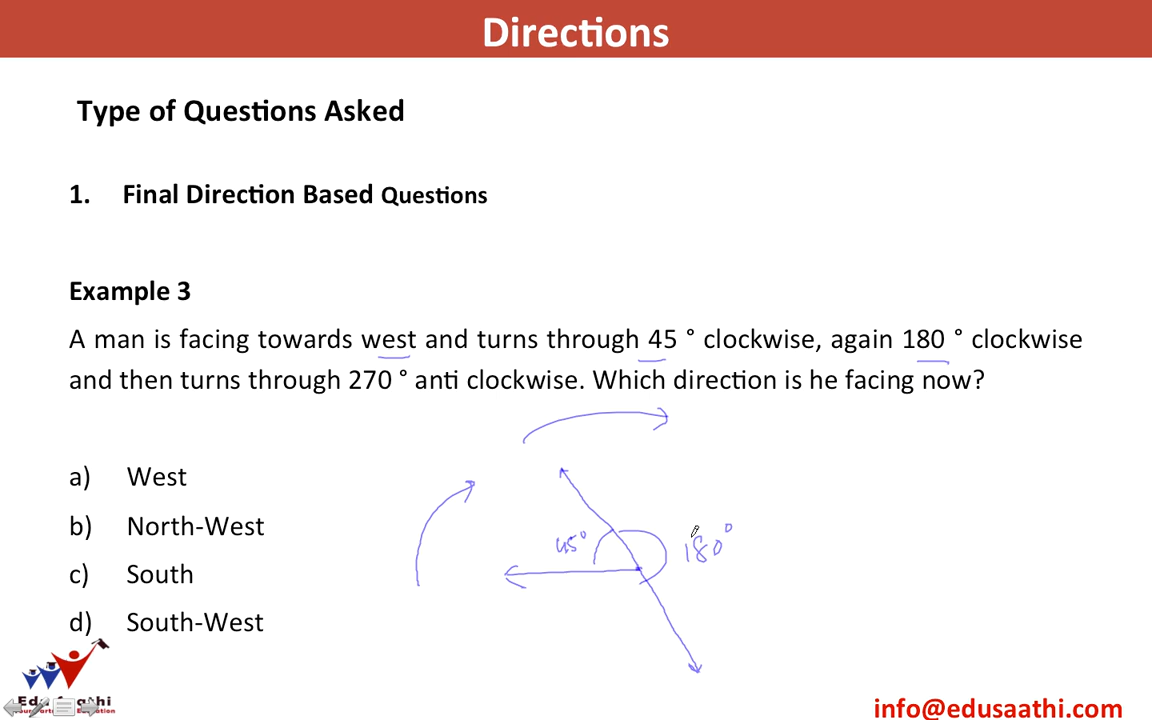 Directions
Type of Questions Asked
1. Final Direction Based Questions
Example 3
A man is facing towards west and turns through 45 ° clockwise, again 180 ° clockwise
and then turns through 270 ° anti clockwise. Which direction is he facing now?
a) West
b) North-West
c) South
d) South-West
45°
180°
info@edusaathi.com